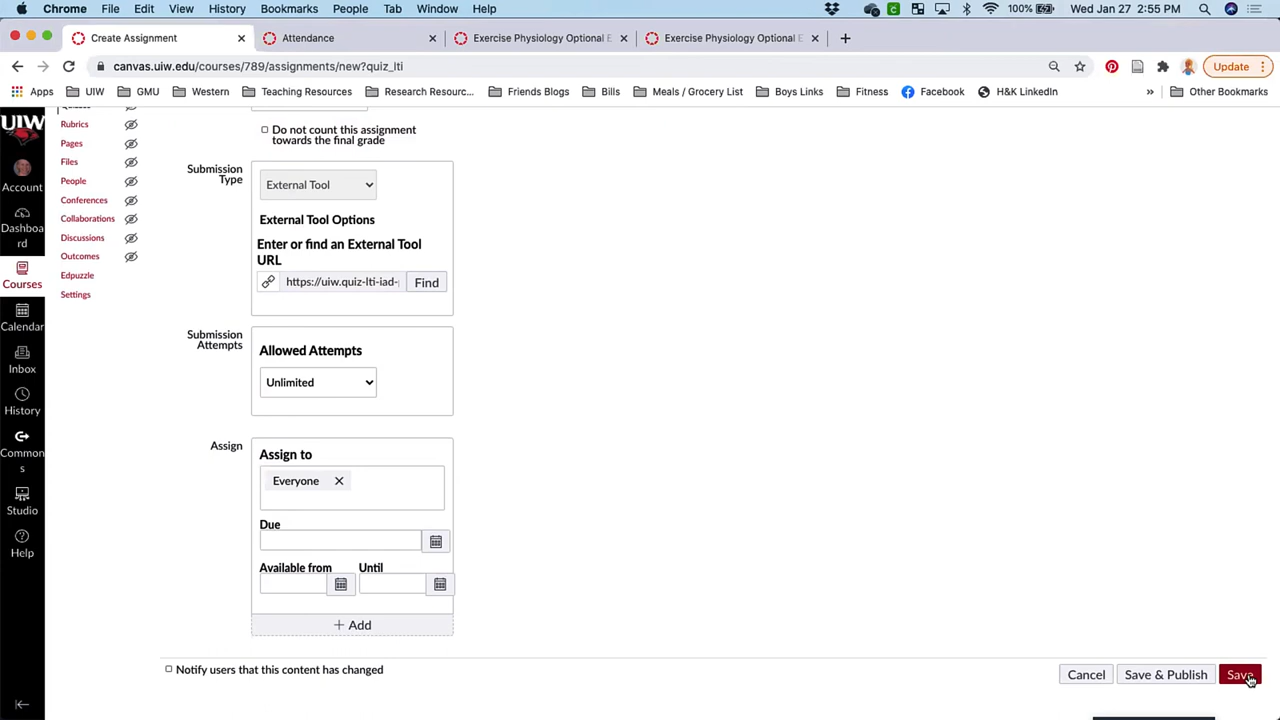 Chrome File Edit View History Bookmarks People Tab Window Help 100% Wed Jan 27 2:55 PM
Create Assignment Attendance Exercise Physiology Optional E Exercise Physiology Optional E
canvas.uiw.edu/courses/789/assignments/new?quiz_lti Update
Apps UIW GMU Western Teaching Resources Research Resourc... Friends Blogs Bills Meals / Grocery List Boys Links Fitness Facebook H&K LinkedIn » Other Bookmarks
UIW
Account
Dashboa
rd
Courses
Calendar
Inbox
History
Common
s
Studio
Help
Quizzes
Rubrics
Pages
Files
People
Conferences
Collaborations
Discussions
Outcomes
Edpuzzle
Settings
Do not count this assignment
towards the final grade
Submission
Type
External Tool
External Tool Options
Enter or find an External Tool
URL
https://uiw.quiz-lti-iad-
Find
Submission
Attempts
Allowed Attempts
Unlimited
Assign
Assign to
Everyone
Due
Available from Until
+ Add
Notify users that this content has changed
Cancel Save & Publish Save